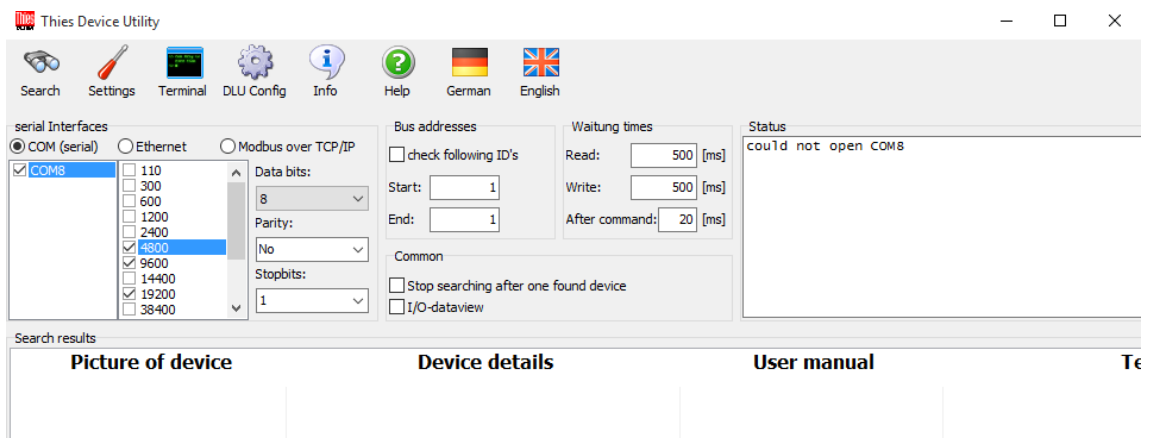 Thies Device Utility
Search Settings Terminal DLU Config Info Help German English
serial Interfaces
COM (serial) Ethernet Modbus over TCP/IP
COM8
110
300
600
1200
2400
4800
9600
14400
19200
38400
Data bits:
8
Parity:
No
Stopbits:
1
Bus addresses
check following ID's
Start: 1
End: 1
Waitung times
Read: 500 [ms]
Write: 500 [ms]
After command: 20 [ms]
Common
Stop searching after one found device
I/O-dataview
Status
could not open COM8
Search results
Picture of device Device details User manual Te